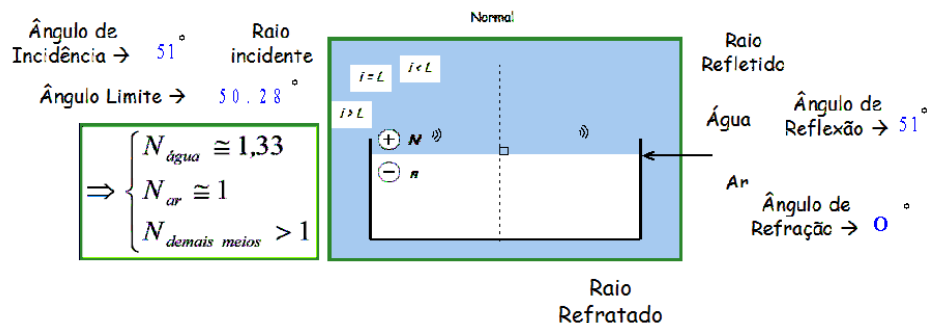 Normal
Ângulo de
Incidência → 51°
Raio
incidente
Ângulo Limite → 50.28°
i = L
i < L
i > L
+ N
− n
⇒ { N água ≅ 1,33
N ar ≅ 1
N demais meios > 1
Raio
Refletido
Água
Ângulo de
Reflexão → 51°
Ar
Ângulo de
Refração → 0°
Raio
Refratado